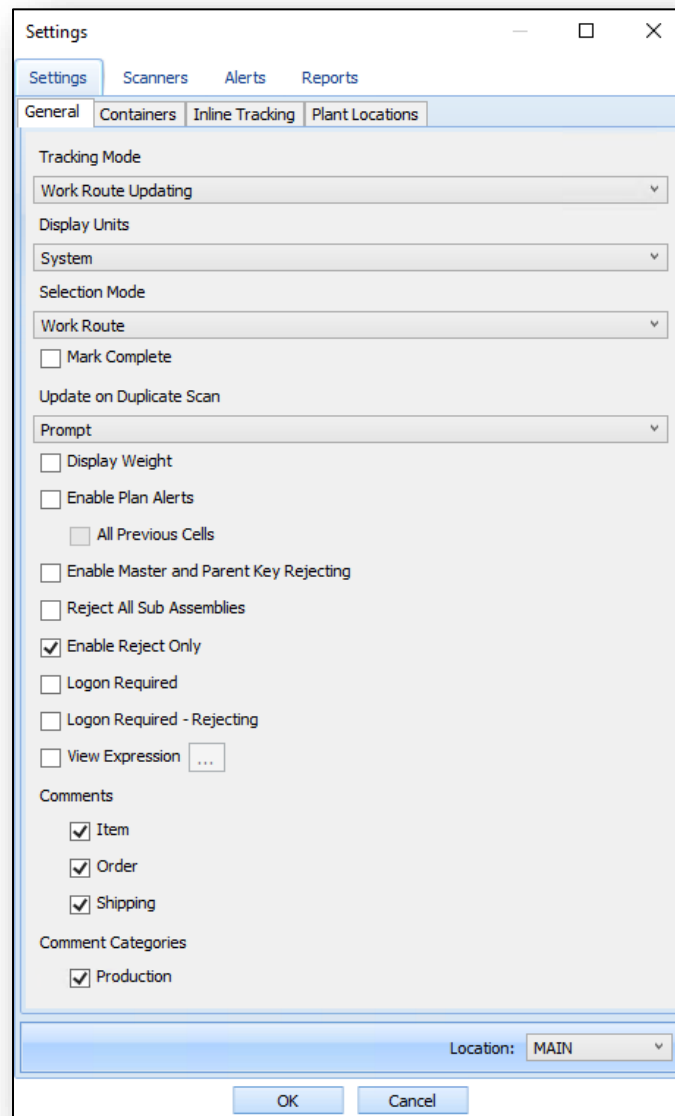 Settings
Settings Scanners Alerts Reports
General Containers Inline Tracking Plant Locations
Tracking Mode
Work Route Updating
Display Units
System
Selection Mode
Work Route
Mark Complete
Update on Duplicate Scan
Prompt
Display Weight
Enable Plan Alerts
All Previous Cells
Enable Master and Parent Key Rejecting
Reject All Sub Assemblies
Enable Reject Only
Logon Required
Logon Required - Rejecting
View Expression ...
Comments
Item
Order
Shipping
Comment Categories
Production
Location: MAIN
OK Cancel